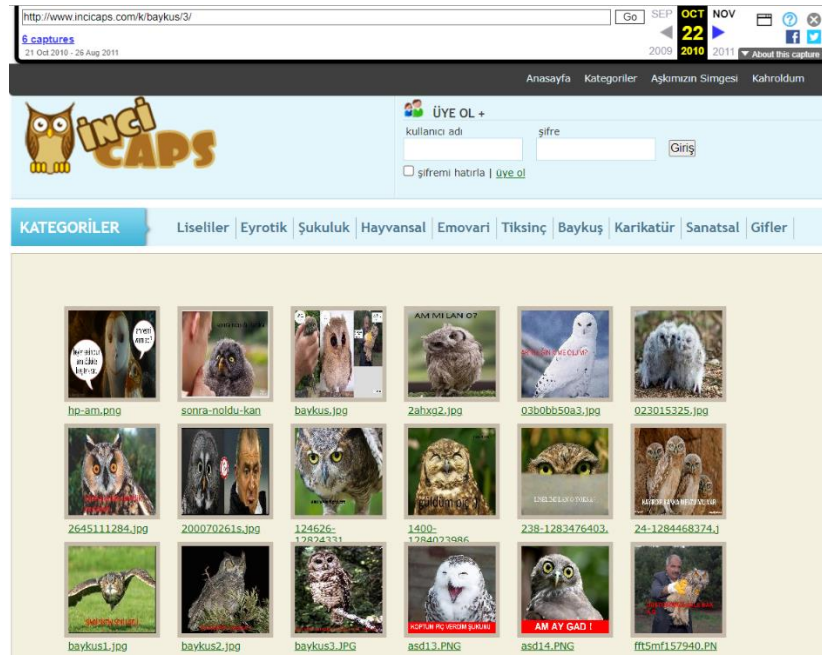 http://www.incicaps.com/k/baykus/3/
Go
SEP OCT NOV
22
2009 2010 2011
6 captures
21 Oct 2010 - 26 Aug 2011
About this capture
Anasayfa Kategoriler Aşkımızın Simgesi Kahroldum
inci CAPS
ÜYE OL +
kullanıcı adı şifre
Giriş
şifremi hatırla | üye ol
KATEGORİLER
Liseliler Eyrotik Şukuluk Hayvansal Emovari Tiksinç Baykuş Karikatür Sanatsal Gifler
AM MI LAN O?
hp-am.png sonra-noldu-kan baykus.jpg 2ahxg2.jpg 03b0bb50a3.jpg 023015325.jpg
2645111284.jpg 200070261s.jpg 124626-12824331 1400-1284023986 238-1283476403. 24-1284468374.j
KOPTUM PİÇ VERDİM ŞUKUNU
AM AY GAD !
baykus1.jpg baykus2.jpg baykus3.JPG asd13.PNG asd14.PNG fft5mf157940.PN